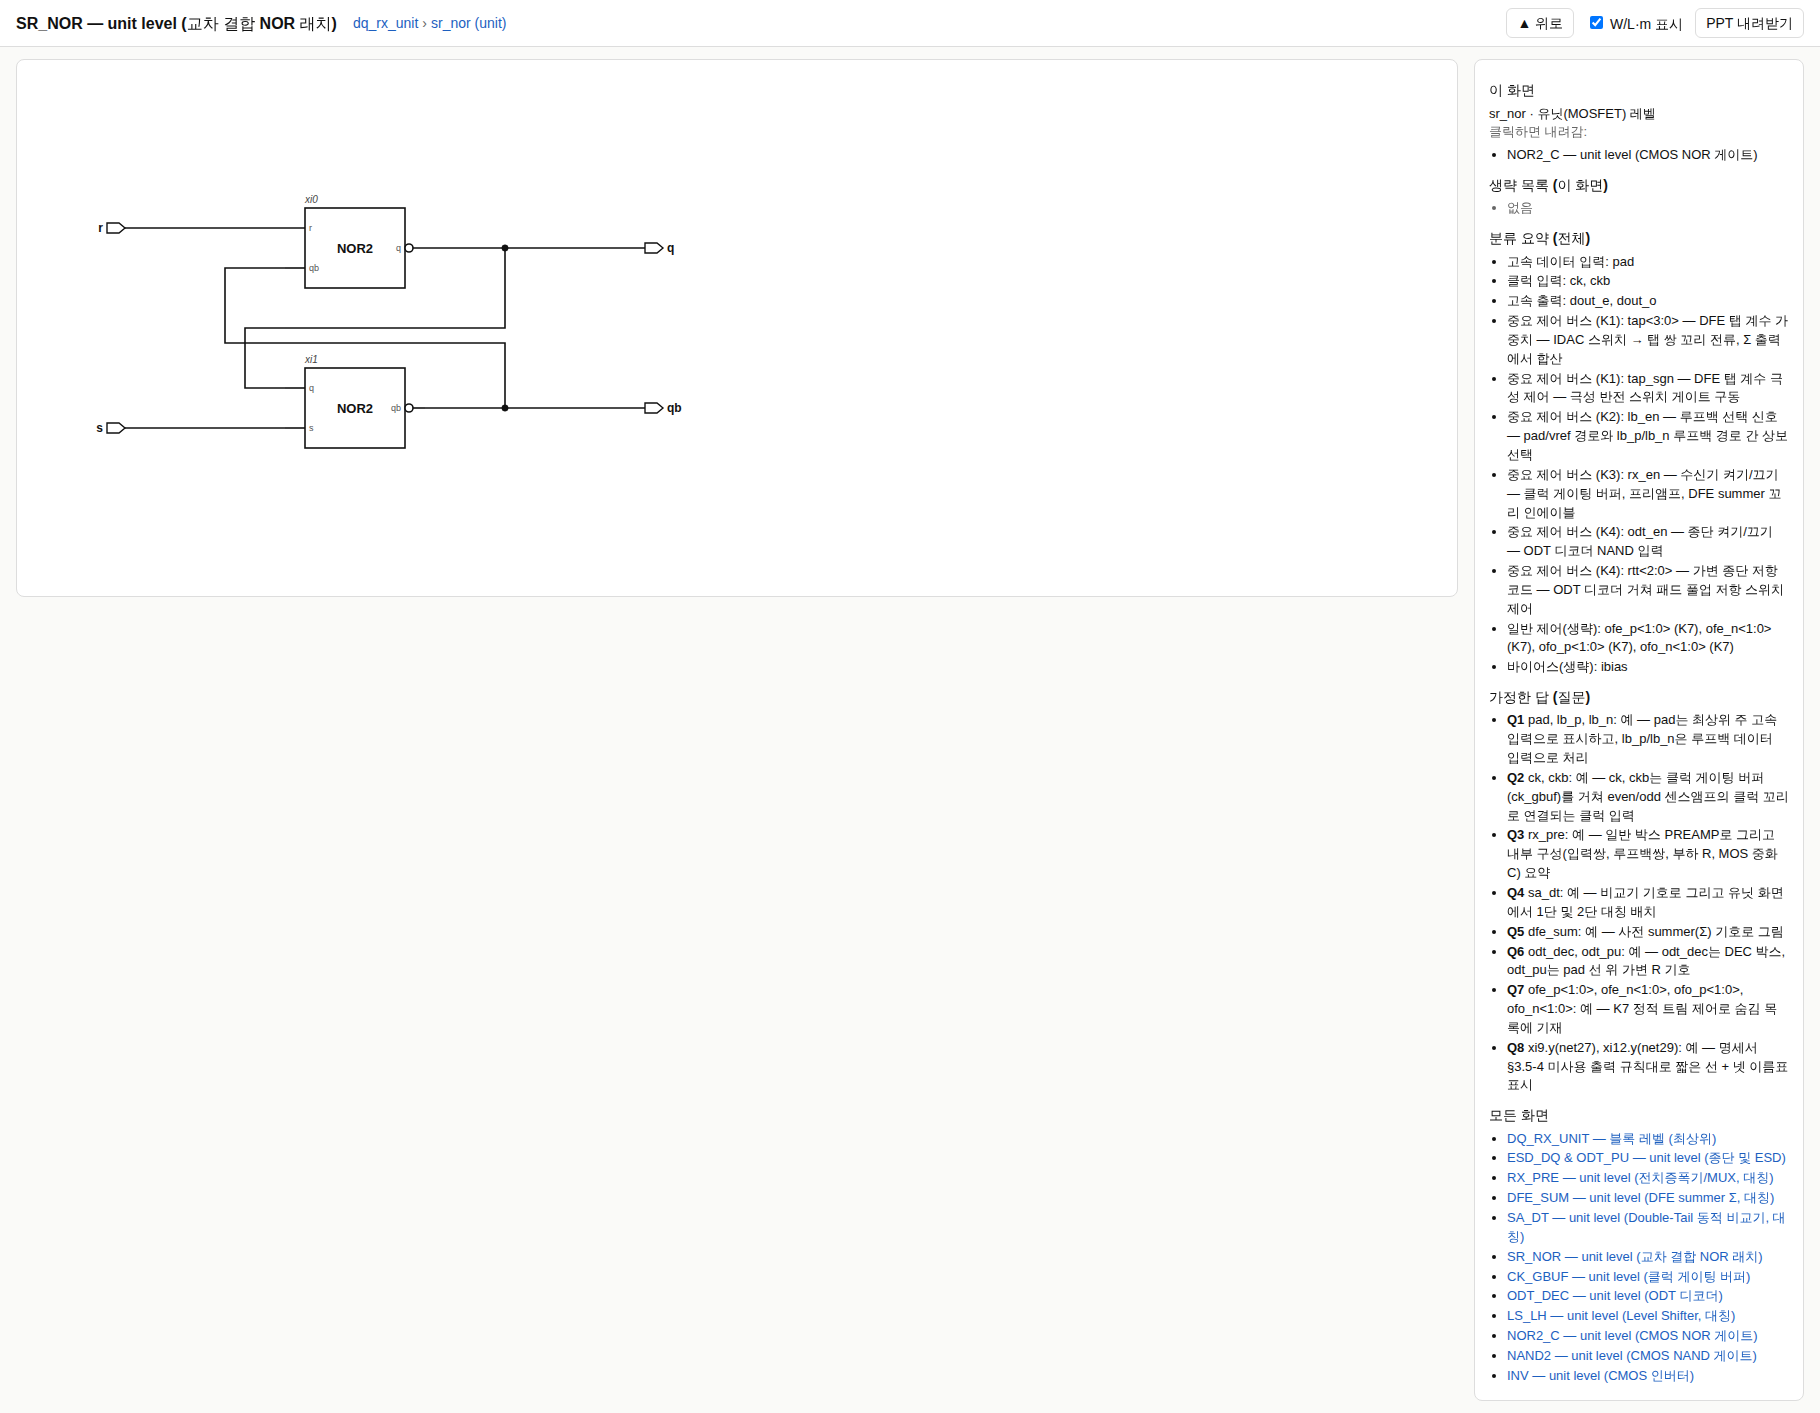 SR_NOR — unit level (교차 결합 NOR 래치) dq_rx_unit › sr_nor (unit) ▲ 위로 W/L·m 표시 PPT 내려받기
xi0
r
r
NOR2
q
q
qb
xi1
q
NOR2
qb
qb
s
s
이 화면
sr_nor · 유닛(MOSFET) 레벨
클릭하면 내려감:
• NOR2_C — unit level (CMOS NOR 게이트)
생략 목록 (이 화면)
• 없음
분류 요약 (전체)
• 고속 데이터 입력: pad
• 클럭 입력: ck, ckb
• 고속 출력: dout_e, dout_o
• 중요 제어 버스 (K1): tap<3:0> — DFE 탭 계수 가
중치 — IDAC 스위치 → 탭 쌍 꼬리 전류, Σ 출력
에서 합산
• 중요 제어 버스 (K1): tap_sgn — DFE 탭 계수 극
성 제어 — 극성 반전 스위치 게이트 구동
• 중요 제어 버스 (K2): lb_en — 루프백 선택 신호
— pad/vref 경로와 lb_p/lb_n 루프백 경로 간 상보
선택
• 중요 제어 버스 (K3): rx_en — 수신기 켜기/끄기
— 클럭 게이팅 버퍼, 프리앰프, DFE summer 꼬
리 인에이블
• 중요 제어 버스 (K4): odt_en — 종단 켜기/끄기
— ODT 디코더 NAND 입력
• 중요 제어 버스 (K4): rtt<2:0> — 가변 종단 저항
코드 — ODT 디코더 거쳐 패드 풀업 저항 스위치
제어
• 일반 제어(생략): ofe_p<1:0> (K7), ofe_n<1:0>
(K7), ofo_p<1:0> (K7), ofo_n<1:0> (K7)
• 바이어스(생략): ibias
가정한 답 (질문)
• Q1 pad, lb_p, lb_n: 예 — pad는 최상위 주 고속
입력으로 표시하고, lb_p/lb_n은 루프백 데이터
입력으로 처리
• Q2 ck, ckb: 예 — ck, ckb는 클럭 게이팅 버퍼
(ck_gbuf)를 거쳐 even/odd 센스앰프의 클럭 꼬리
로 연결되는 클럭 입력
• Q3 rx_pre: 예 — 일반 박스 PREAMP로 그리고
내부 구성(입력쌍, 루프백쌍, 부하 R, MOS 중화
C) 요약
• Q4 sa_dt: 예 — 비교기 기호로 그리고 유닛 화면
에서 1단 및 2단 대칭 배치
• Q5 dfe_sum: 예 — 사전 summer(Σ) 기호로 그림
• Q6 odt_dec, odt_pu: 예 — odt_dec는 DEC 박스,
odt_pu는 pad 선 위 가변 R 기호
• Q7 ofe_p<1:0>, ofe_n<1:0>, ofo_p<1:0>,
ofo_n<1:0>: 예 — K7 정적 트림 제어로 숨김 목
록에 기재
• Q8 xi9.y(net27), xi12.y(net29): 예 — 명세서
§3.5-4 미사용 출력 규칙대로 짧은 선 + 넷 이름표
표시
모든 화면
• DQ_RX_UNIT — 블록 레벨 (최상위)
• ESD_DQ & ODT_PU — unit level (종단 및 ESD)
• RX_PRE — unit level (전치증폭기/MUX, 대칭)
• DFE_SUM — unit level (DFE summer Σ, 대칭)
• SA_DT — unit level (Double-Tail 동적 비교기, 대
칭)
• SR_NOR — unit level (교차 결합 NOR 래치)
• CK_GBUF — unit level (클럭 게이팅 버퍼)
• ODT_DEC — unit level (ODT 디코더)
• LS_LH — unit level (Level Shifter, 대칭)
• NOR2_C — unit level (CMOS NOR 게이트)
• NAND2 — unit level (CMOS NAND 게이트)
• INV — unit level (CMOS 인버터)